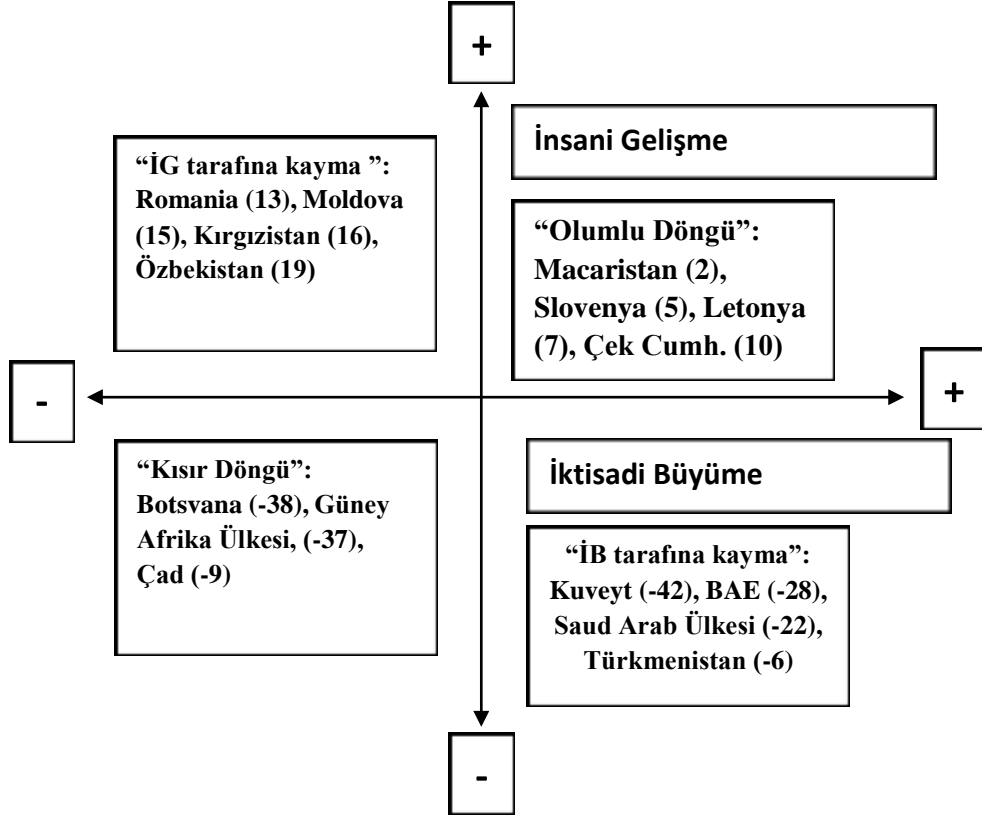 +
İnsani Gelişme
“İG tarafına kayma ”:
Romania (13), Moldova
(15), Kırgızistan (16),
Özbekistan (19)
“Olumlu Döngü”:
Macaristan (2),
Slovenya (5), Letonya
(7), Çek Cumh. (10)
-
+
“Kısır Döngü”:
Botsvana (-38), Güney
Afrika Ülkesi, (-37),
Çad (-9)
İktisadi Büyüme
“İB tarafına kayma”:
Kuveyt (-42), BAE (-28),
Saud Arab Ülkesi (-22),
Türkmenistan (-6)
-